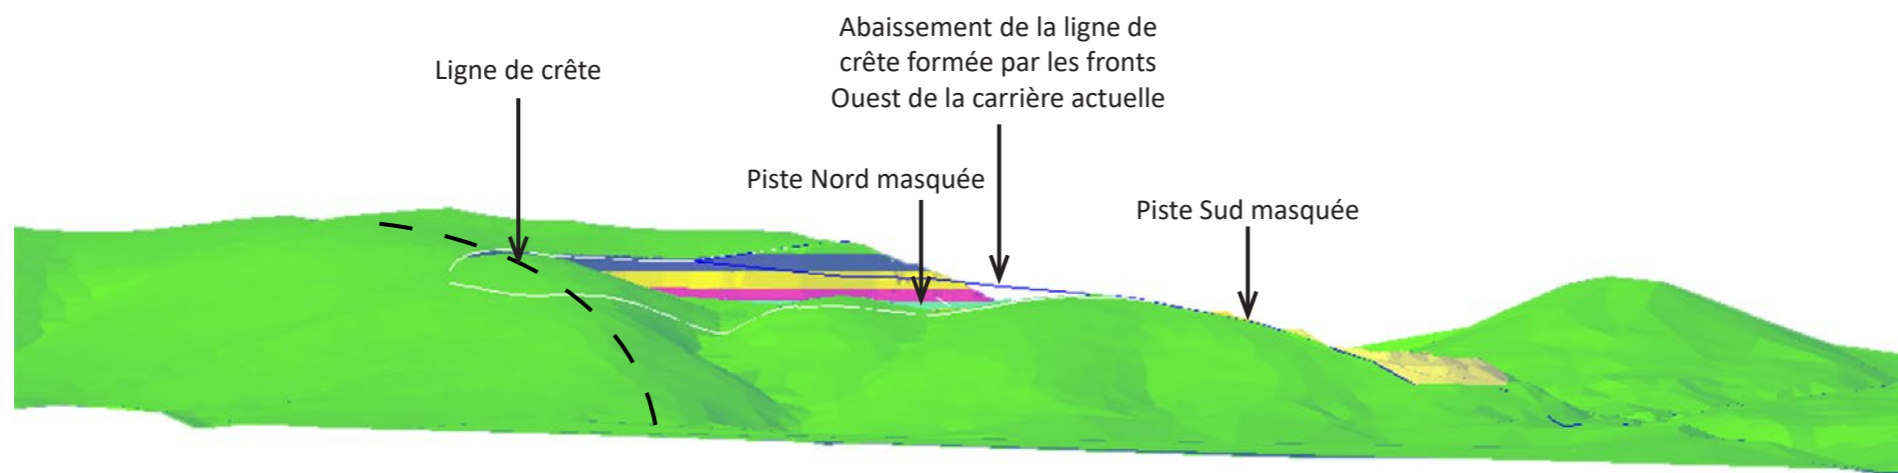 Ligne de crête
Abaissement de la ligne de
crête formée par les fronts
Ouest de la carrière actuelle
Piste Nord masquée
Piste Sud masquée